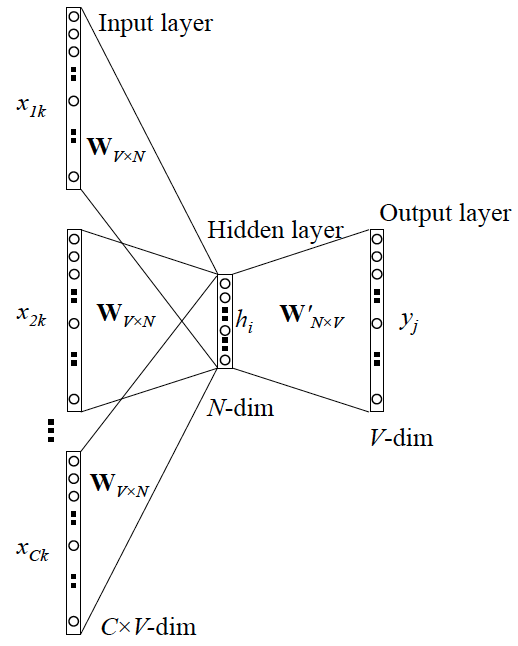 Input layer
x1k
WV×N
Hidden layer
Output layer
x2k
WV×N
hi
W'N×V
yj
N-dim
V-dim
WV×N
xCk
C×V-dim